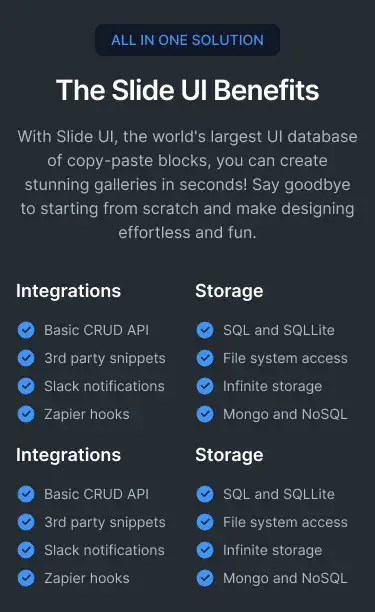 ALL IN ONE SOLUTION
The Slide UI Benefits
With Slide UI, the world's largest UI database
of copy-paste blocks, you can create
stunning galleries in seconds! Say goodbye
to starting from scratch and make designing
effortless and fun.
Integrations
Basic CRUD API
3rd party snippets
Slack notifications
Zapier hooks
Storage
SQL and SQLLite
File system access
Infinite storage
Mongo and NoSQL
Integrations
Basic CRUD API
3rd party snippets
Slack notifications
Zapier hooks
Storage
SQL and SQLLite
File system access
Infinite storage
Mongo and NoSQL